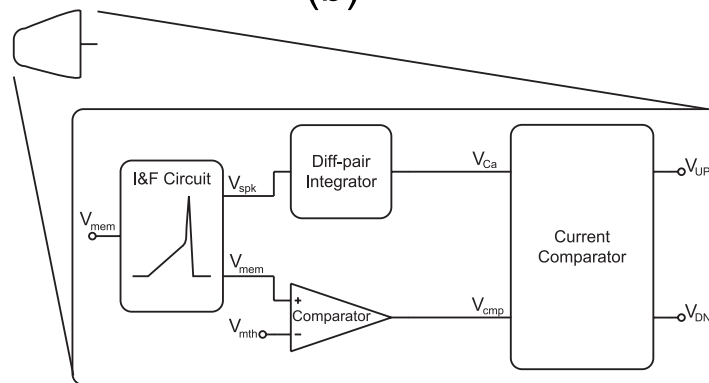 (b)
I&F Circuit
Diff-pair
Integrator
Vspk
VCa
VUP
Vmem
Vmem
Current
Comparator
+
Comparator
Vcmp
VDN
Vmth
−